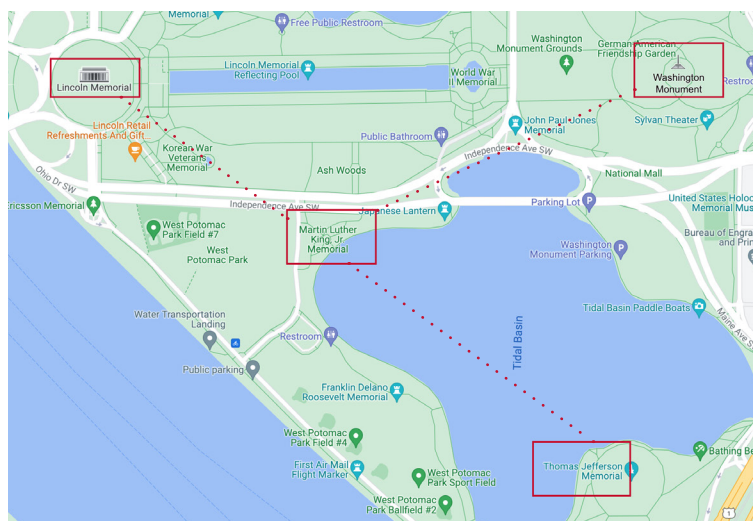 Memorial
Free Public Restroom
Washington
Monument Grounds
German-American
Friendship Garden
Lincoln Memorial
Lincoln Memorial
Reflecting Pool
World War
II Memorial
Washington
Monument
Restro
Lincoln Retail
Refreshments And Gift
Korean War
Veterans
Memorial
Public Bathroom
John Paul Jones
Memorial
Sylvan Theater
Independence Ave SW
Ash Woods
National Mall
Ohio Dr SW
Ericsson Memorial
West Potomac
Park Field #7
Independence Ave SW
Japanese Lantern
Parking Lot
United States Holoc
Memorial Muse
Martin Luther
King, Jr.
Memorial
West
Potomac Park
Washington
Monument Parking
Bureau of Engra
and Prin
Water Transportation
Landing
Restroom
Tidal Basin
Tidal Basin Paddle Boats
Maine Ave S
Public parking
Franklin Delano
Roosevelt Memorial
West Potomac
Park Field #4
First Air Mail
Flight Marker
West Potomac
Park Sport Field
West Potomac
Park Ballfield #2
Thomas Jefferson
Memorial
Bathing Be
1